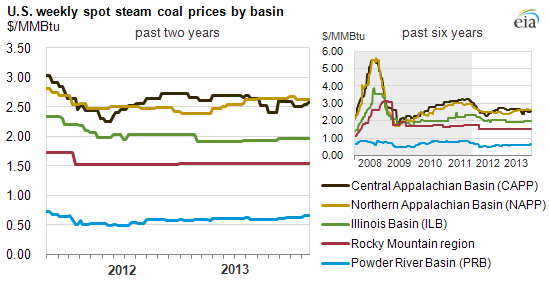 U.S. weekly spot steam coal prices by basin
$/MMBtu
past two years
3.50
3.00
2.50
2.00
1.50
1.00
0.50
0.00
2012
2013
eia
$/MMBtu
past six years
6.00
5.00
4.00
3.00
2.00
1.00
0.00
2008
2009
2010
2011
2012
2013
Central Appalachian Basin (CAPP)
Northern Appalachian Basin (NAPP)
Illinois Basin (ILB)
Rocky Mountain region
Powder River Basin (PRB)